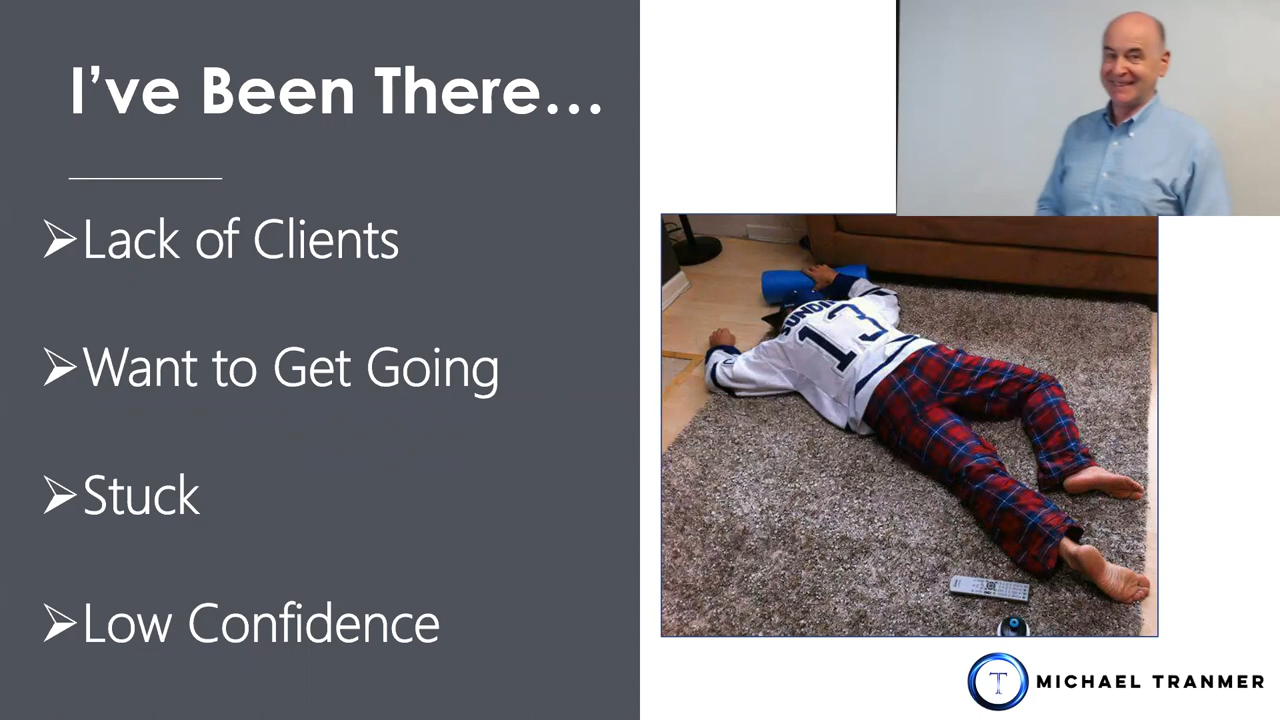 I’ve Been There…
Lack of Clients
Want to Get Going
Stuck
Low Confidence
13
T
MICHAEL TRANMER